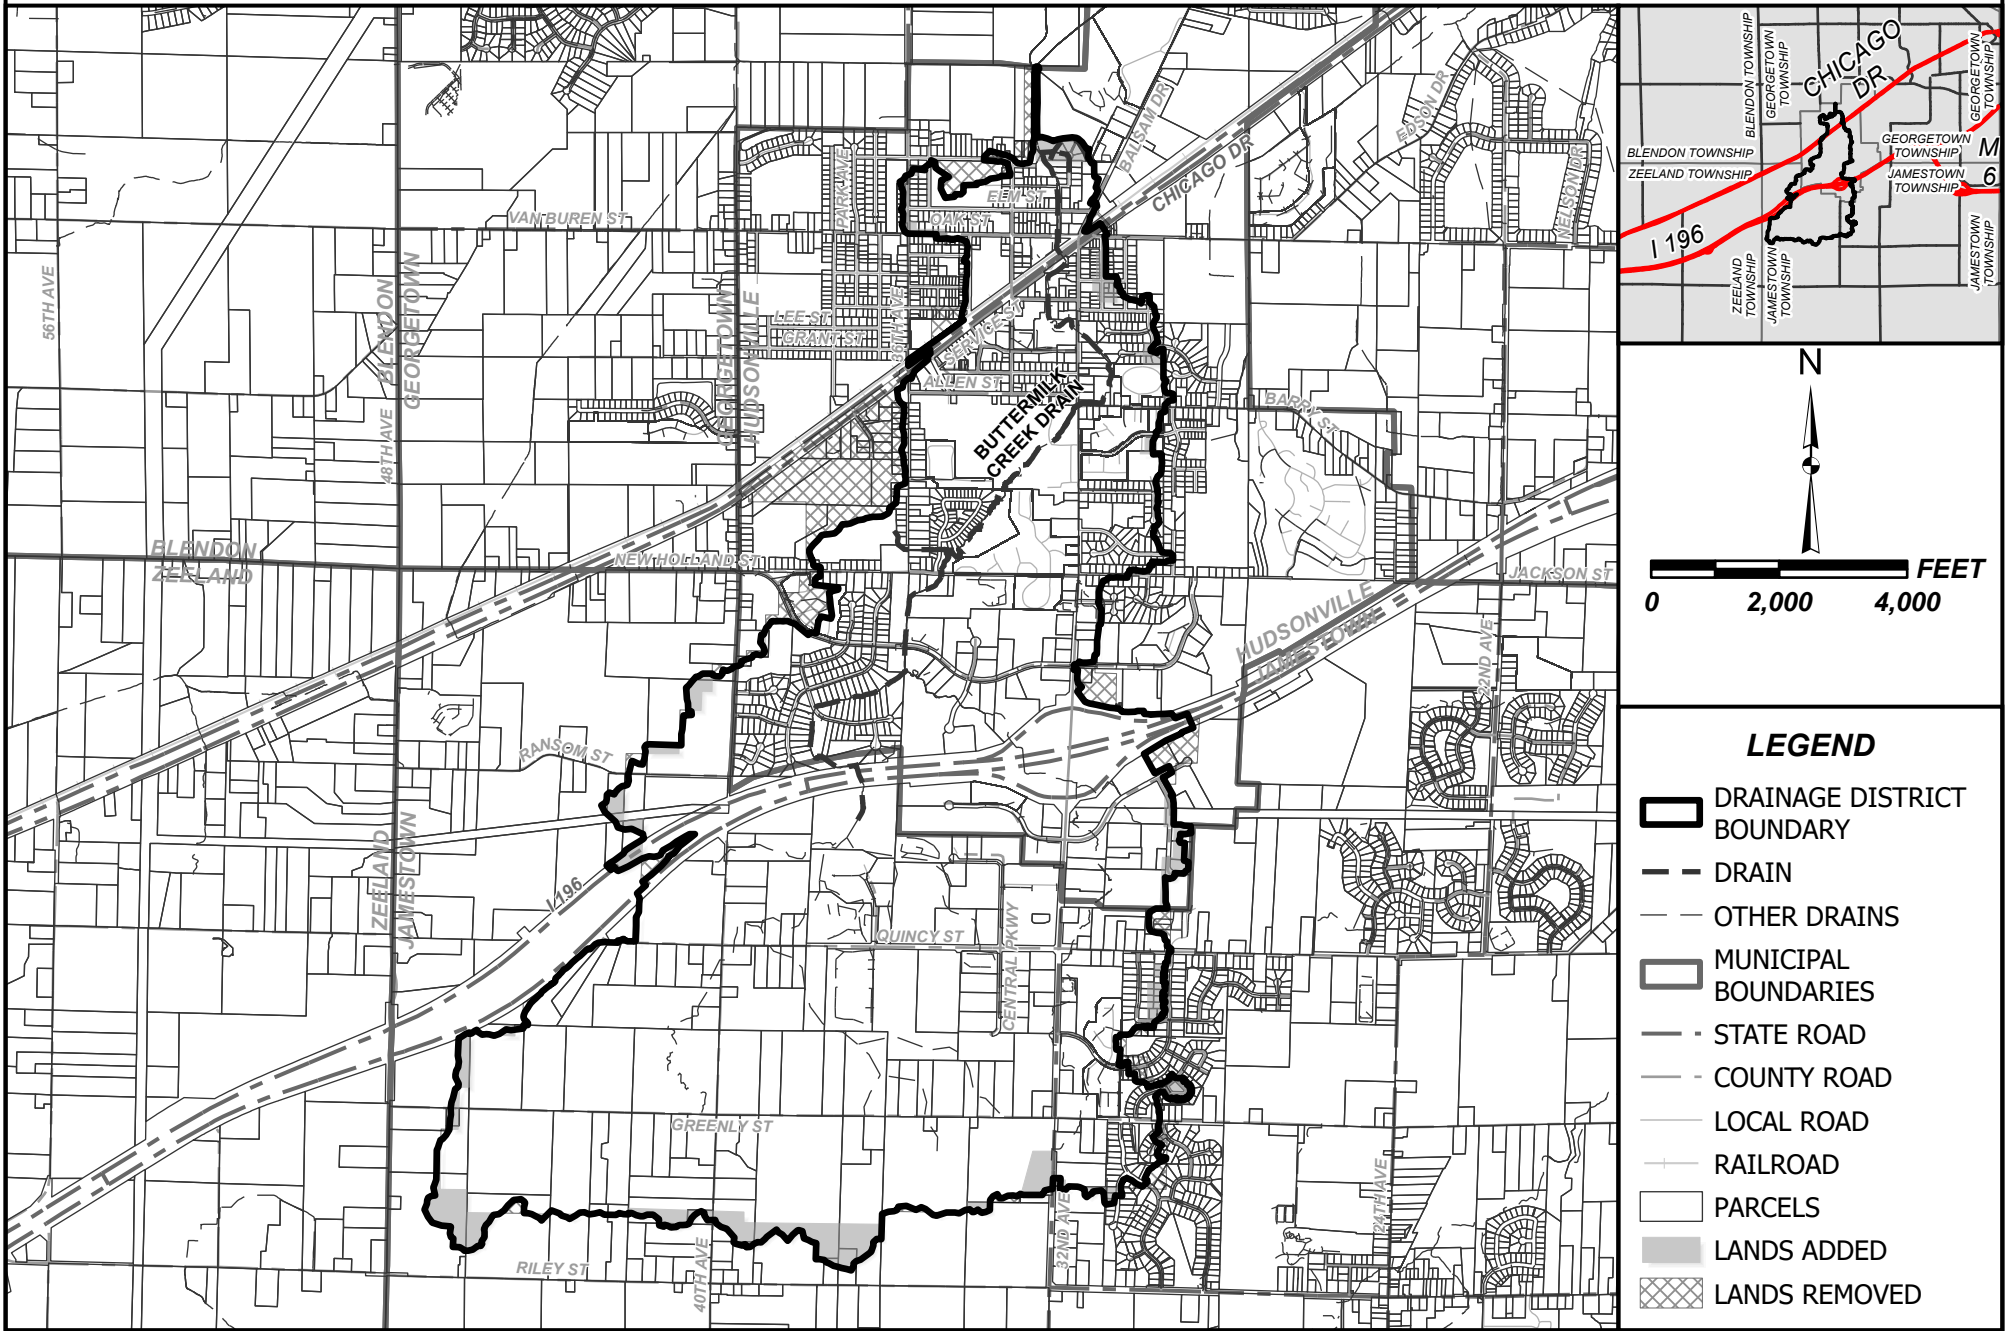 BALSAM DR
CHICAGO DR
EDSON DR
NELSON DR
PARK AVE
ELM ST
OAK ST
VAN BUREN ST
56TH AVE
BLENDON
GEORGETOWN
GEORGETOWN
HUDSONVILLE
LEE ST
GRANT ST
36TH AVE
SERVICE ST
ALLEN ST
BUTTERMILK
CREEK DRAIN
BARRY ST
48TH AVE
BLENDON
ZEELAND
NEW HOLLAND ST
JACKSON ST
HUDSONVILLE
JAMESTOWN
22ND AVE
RANSOM ST
ZEELAND
JAMESTOWN
I 196
QUINCY ST
CENTRAL PKWY
GREENLY ST
24TH AVE
32ND AVE
40TH AVE
RILEY ST
BLENDON TOWNSHIP
GEORGETOWN
TOWNSHIP
CHICAGO
DR
GEORGETOWN
TOWNSHIP
BLENDON TOWNSHIP
ZEELAND TOWNSHIP
GEORGETOWN
TOWNSHIP
JAMESTOWN
TOWNSHIP
M
6
I 196
ZEELAND
TOWNSHIP
JAMESTOWN
TOWNSHIP
JAMESTOWN
TOWNSHIP
N
FEET
0 2,000 4,000
LEGEND
DRAINAGE DISTRICT
BOUNDARY
DRAIN
OTHER DRAINS
MUNICIPAL
BOUNDARIES
STATE ROAD
COUNTY ROAD
LOCAL ROAD
RAILROAD
PARCELS
LANDS ADDED
LANDS REMOVED